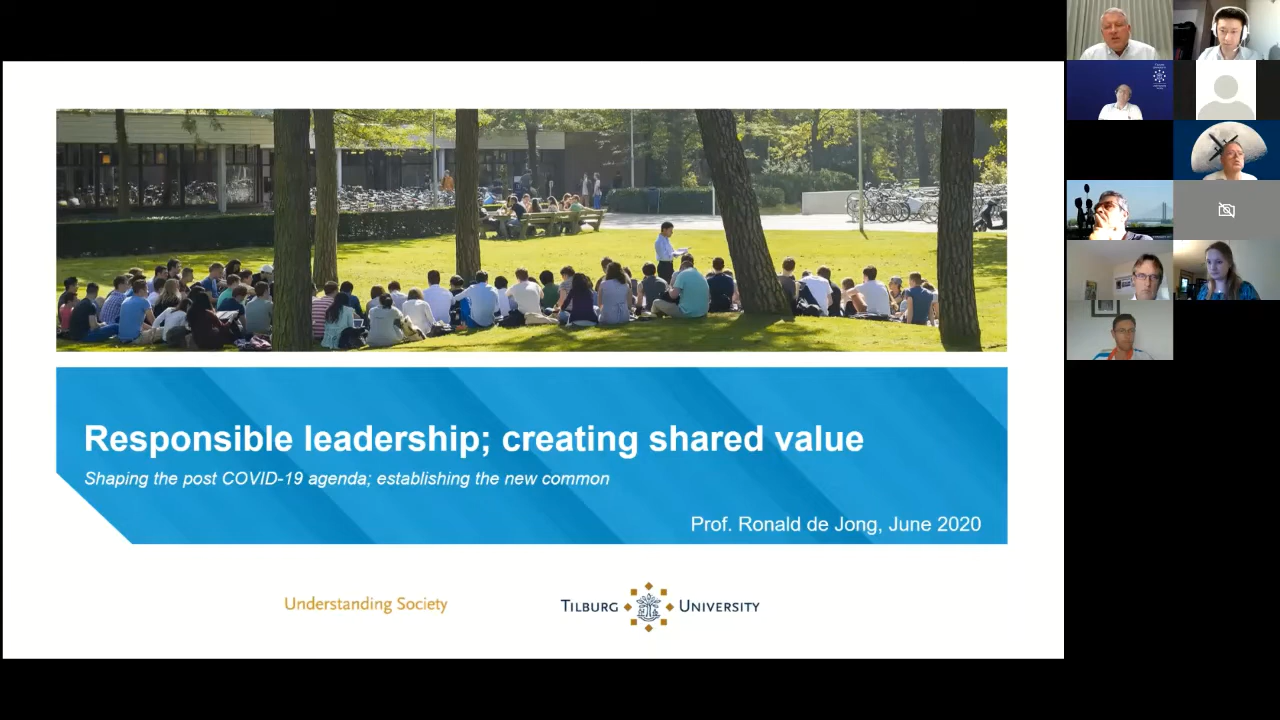 Responsible leadership; creating shared value
Shaping the post COVID-19 agenda; establishing the new common
Prof. Ronald de Jong, June 2020
Understanding Society
TILBURG UNIVERSITY